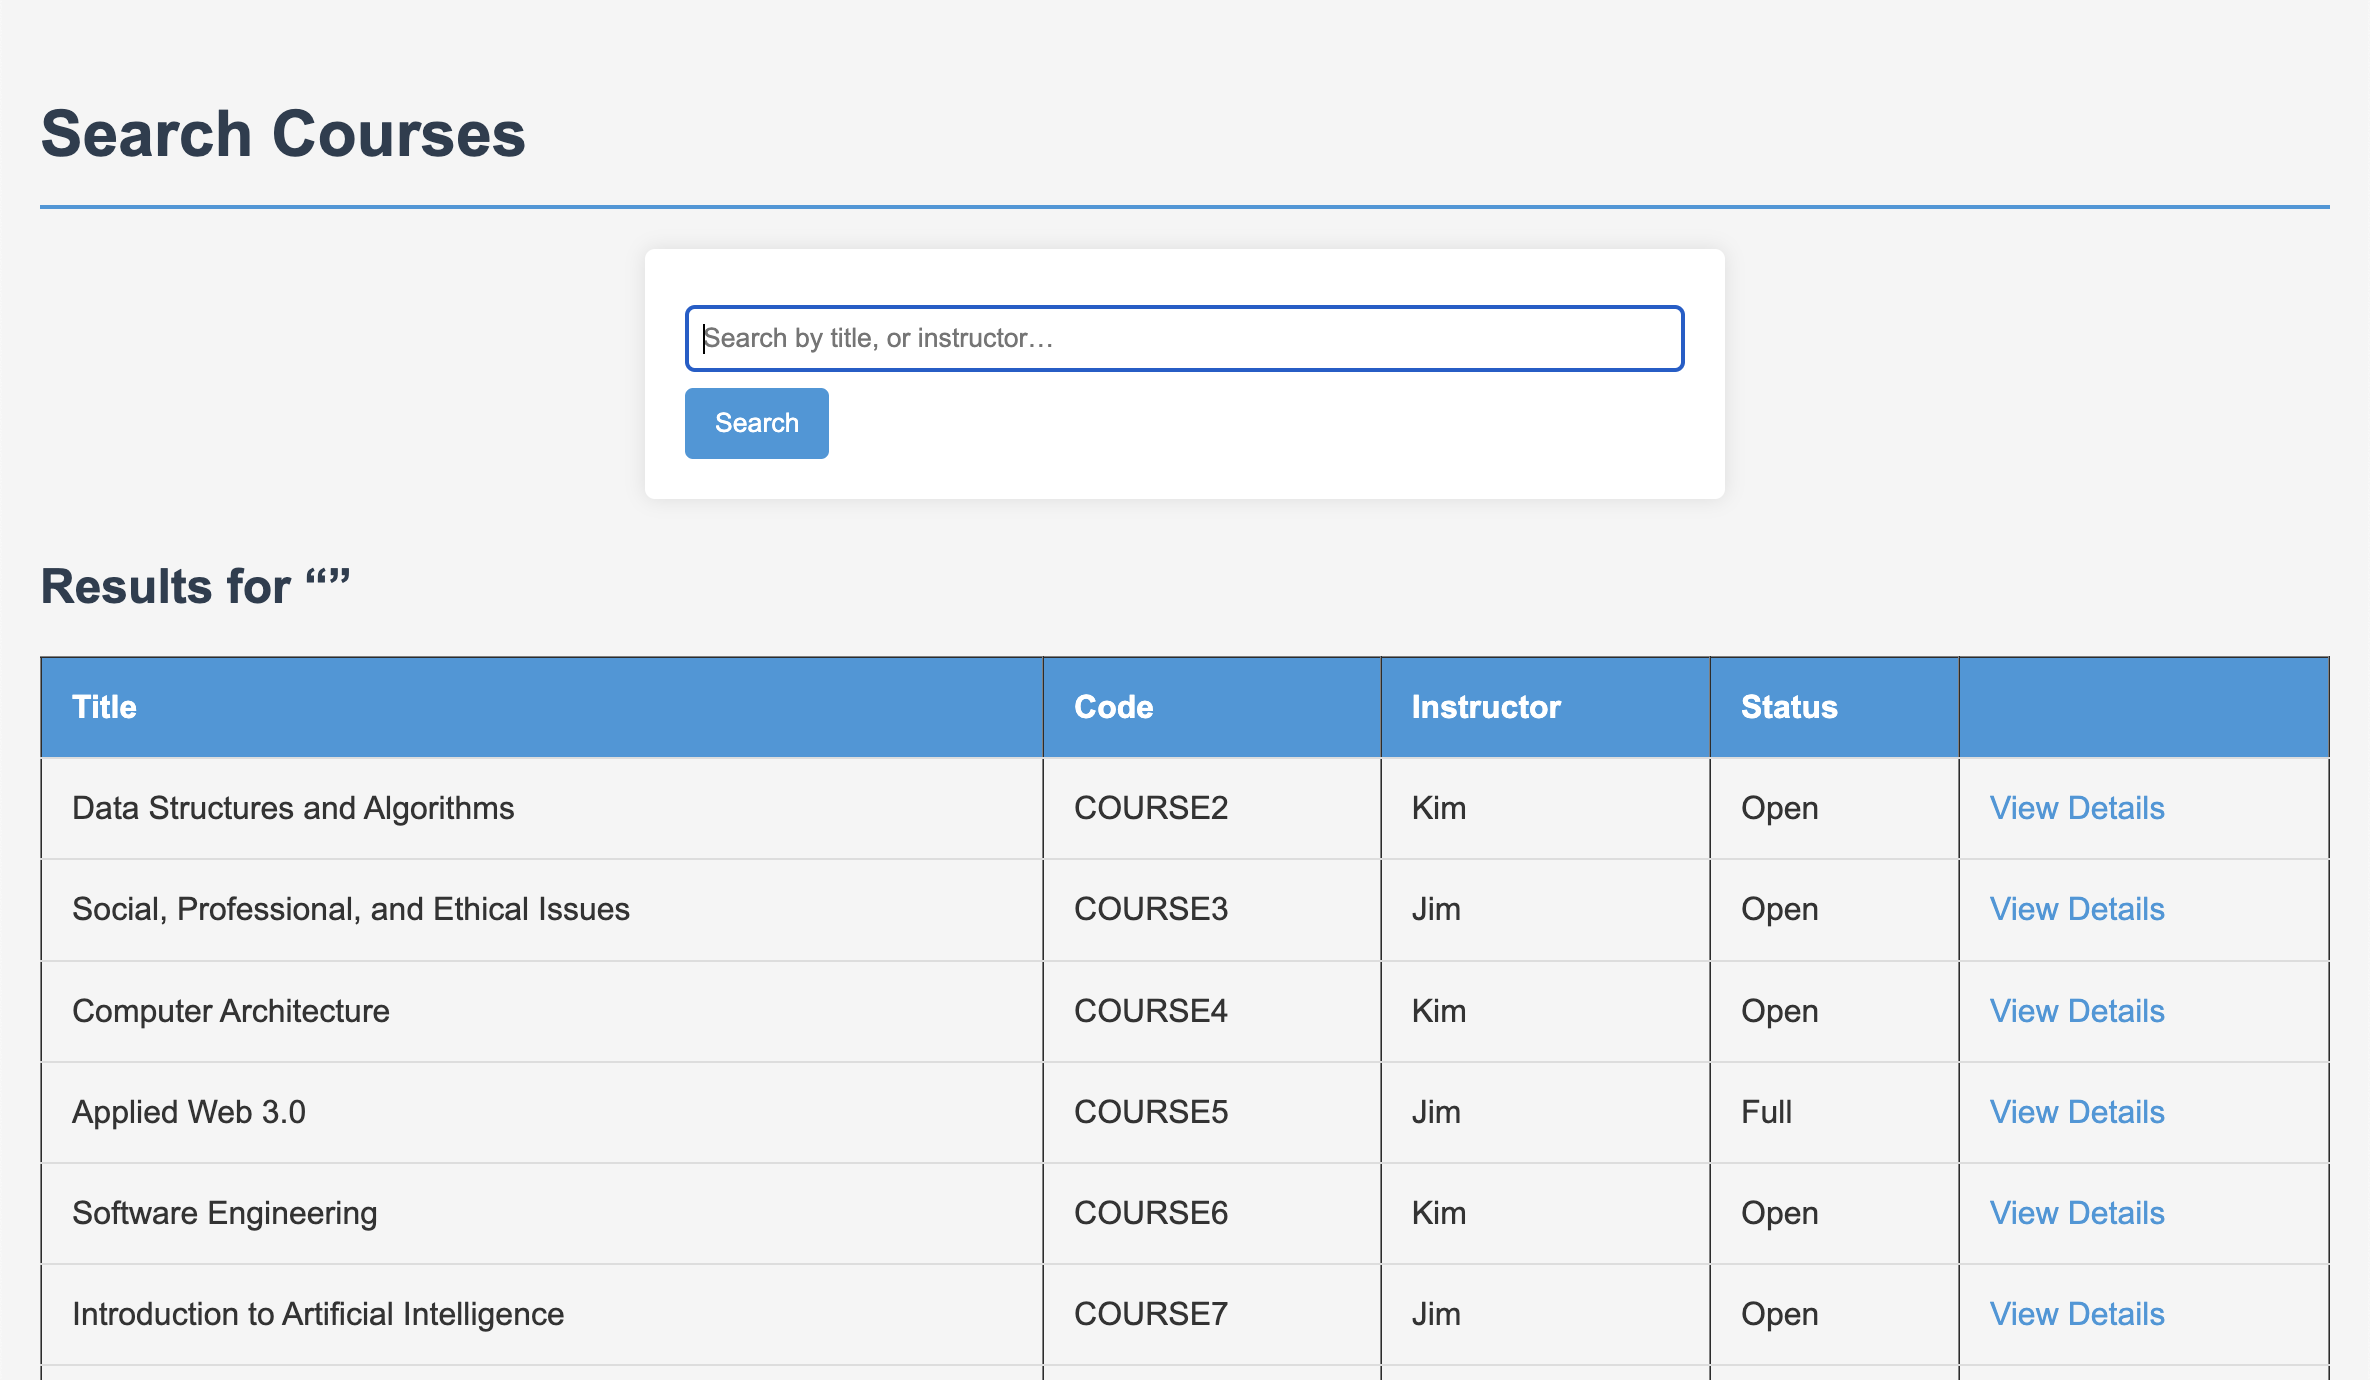 Search Courses
Search by title, or instructor…
Search
Results for “”
Title Code Instructor Status
Data Structures and Algorithms COURSE2 Kim Open View Details
Social, Professional, and Ethical Issues COURSE3 Jim Open View Details
Computer Architecture COURSE4 Kim Open View Details
Applied Web 3.0 COURSE5 Jim Full View Details
Software Engineering COURSE6 Kim Open View Details
Introduction to Artificial Intelligence COURSE7 Jim Open View Details